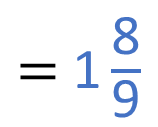 = 1 8/9